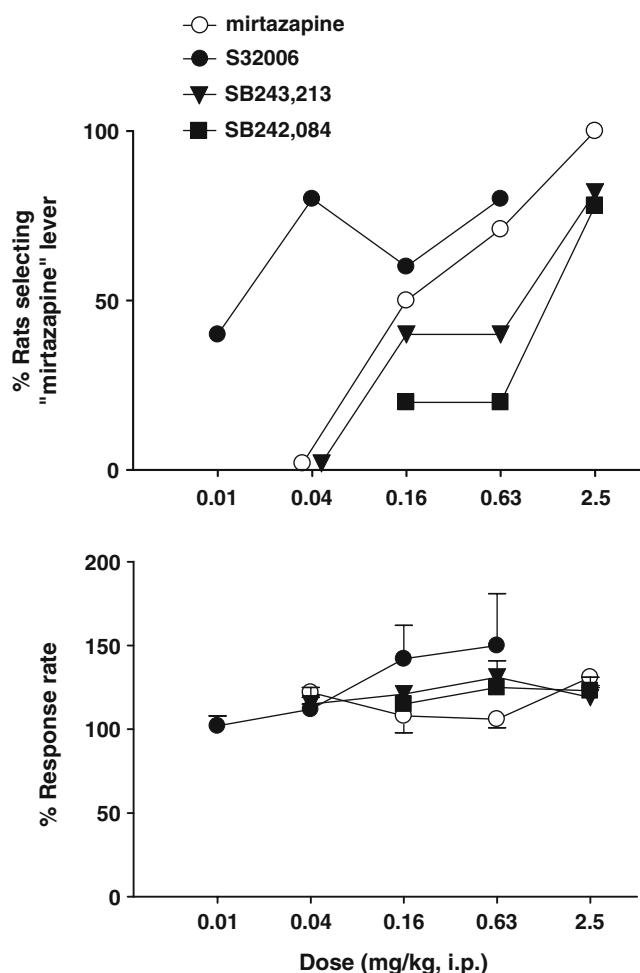 mirtazapine
S32006
SB243,213
SB242,084
% Rats selecting
"mirtazapine" lever
100
50
0
0.01 0.04 0.16 0.63 2.5
% Response rate
200
150
100
50
0
0.01 0.04 0.16 0.63 2.5
Dose (mg/kg, i.p.)